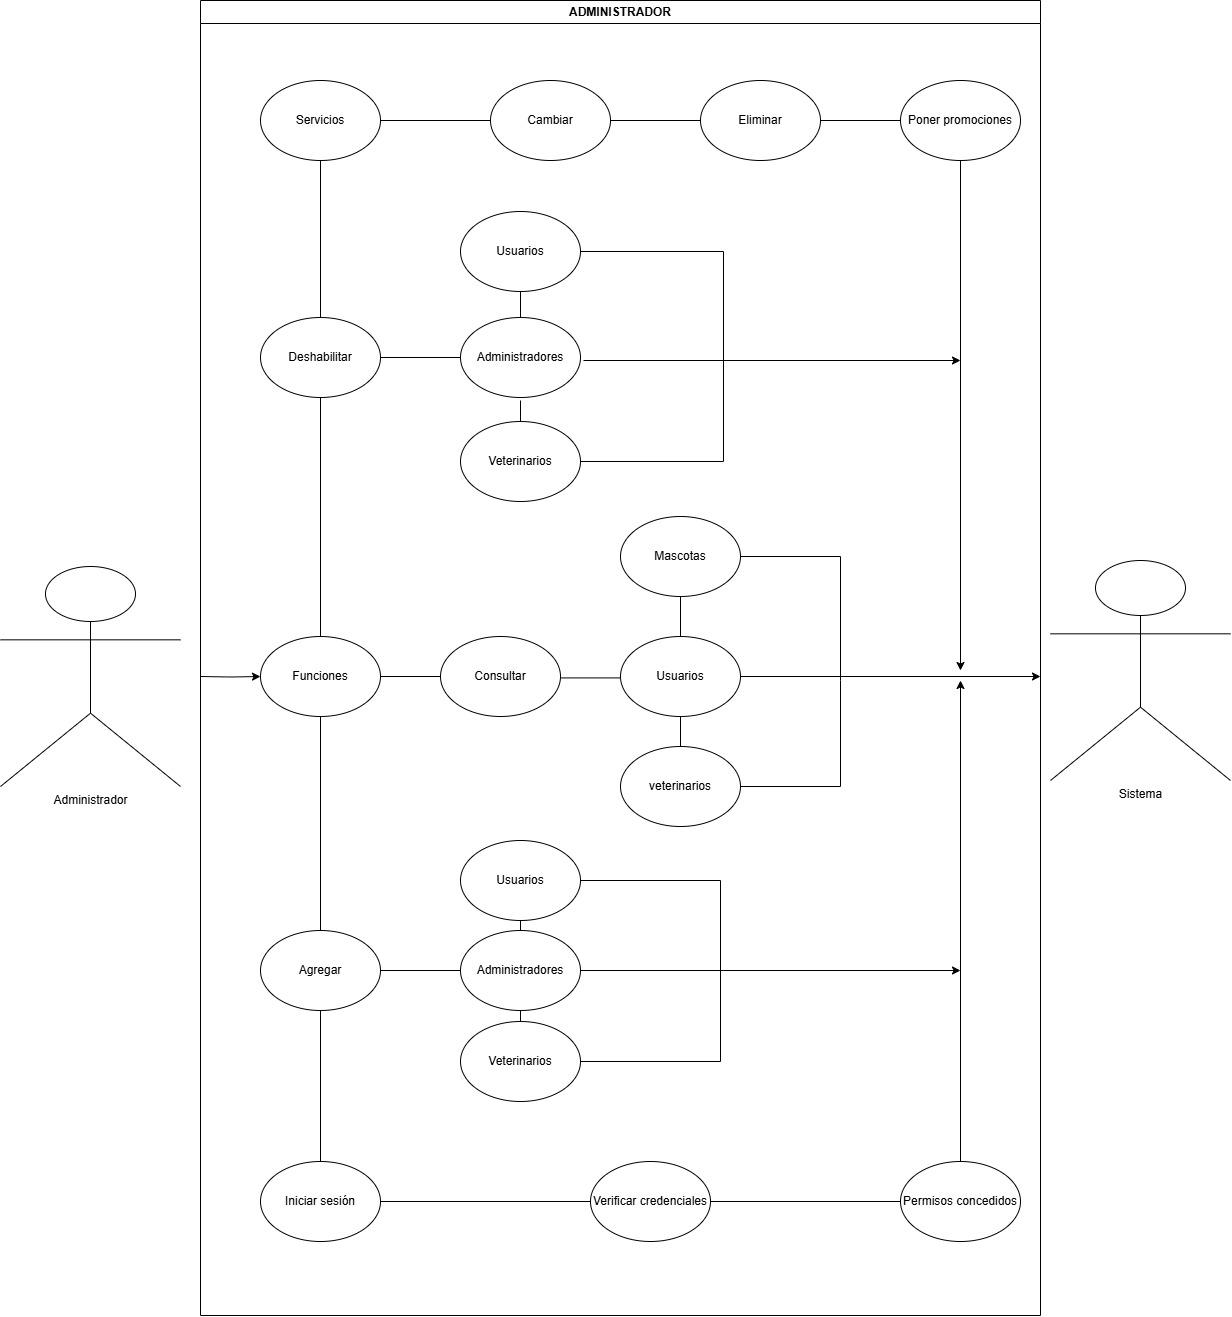 ADMINISTRADOR
Servicios
Cambiar
Eliminar
Poner promociones
Usuarios
Deshabilitar
Administradores
Veterinarios
Mascotas
Funciones
Consultar
Usuarios
veterinarios
Administrador
Sistema
Usuarios
Agregar
Administradores
Veterinarios
Iniciar sesión
Verificar credenciales
Permisos concedidos